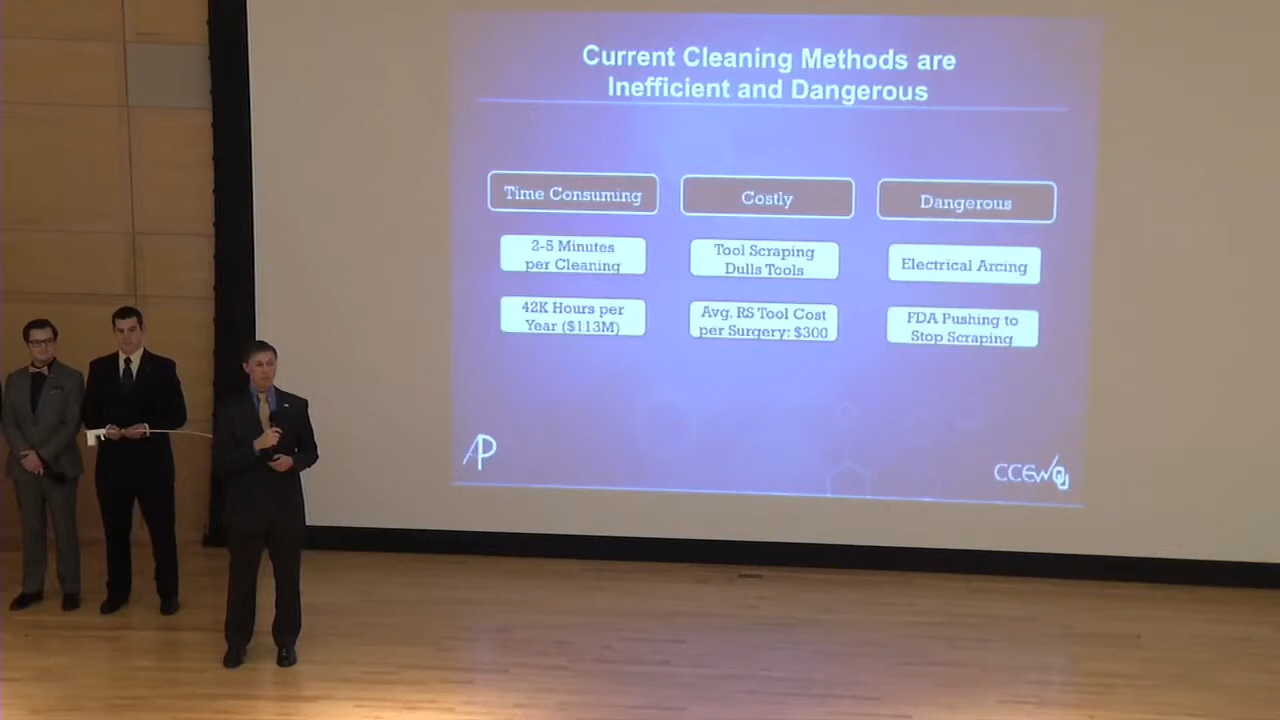 Current Cleaning Methods are
Inefficient and Dangerous
Time Consuming
Costly
Dangerous
2-5 Minutes
per Cleaning
Tool Scraping
Dulls Tools
Electrical Arcing
42K Hours per
Year ($113M)
Avg. RS Tool Cost
per Surgery: $300
FDA Pushing to
Stop Scraping
AP
CCEW OU